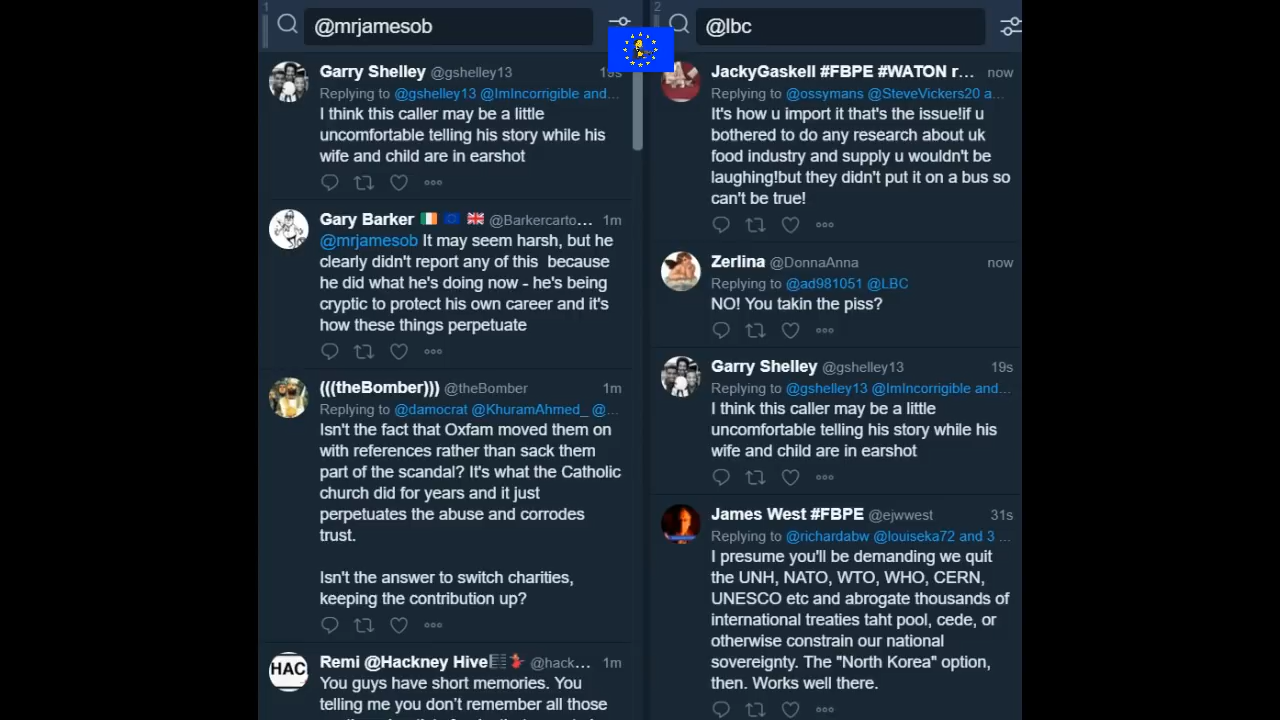 1
@mrjamesob
Garry Shelley @gshelley13 19s
Replying to @gshelley13 @ImIncorrigible and...
I think this caller may be a little
uncomfortable telling his story while his
wife and child are in earshot
Gary Barker @Barkercarto... 1m
@mrjamesob It may seem harsh, but he
clearly didn't report any of this because
he did what he's doing now - he's being
cryptic to protect his own career and it's
how these things perpetuate
(((theBomber))) @theBomber 1m
Replying to @damocrat @KhuramAhmed_ @...
Isn't the fact that Oxfam moved them on
with references rather than sack them
part of the scandal? It's what the Catholic
church did for years and it just
perpetuates the abuse and corrodes
trust.
Isn't the answer to switch charities,
keeping the contribution up?
HAC
Remi @Hackney Hive @hack... 1m
You guys have short memories. You
telling me you don't remember all those
2
@lbc
JackyGaskell #FBPE #WATON r... now
Replying to @ossymans @SteveVickers20 a...
It's how u import it that's the issue!if u
bothered to do any research about uk
food industry and supply u wouldn't be
laughing!but they didn't put it on a bus so
can't be true!
Zerlina @DonnaAnna now
Replying to @ad981051 @LBC
NO! You takin the piss?
Garry Shelley @gshelley13 19s
Replying to @gshelley13 @ImIncorrigible and...
I think this caller may be a little
uncomfortable telling his story while his
wife and child are in earshot
James West #FBPE @ejwwest 31s
Replying to @richardabw @louiseka72 and 3 ...
I presume you'll be demanding we quit
the UNH, NATO, WTO, WHO, CERN,
UNESCO etc and abrogate thousands of
international treaties taht pool, cede, or
otherwise constrain our national
sovereignty. The "North Korea" option,
then. Works well there.